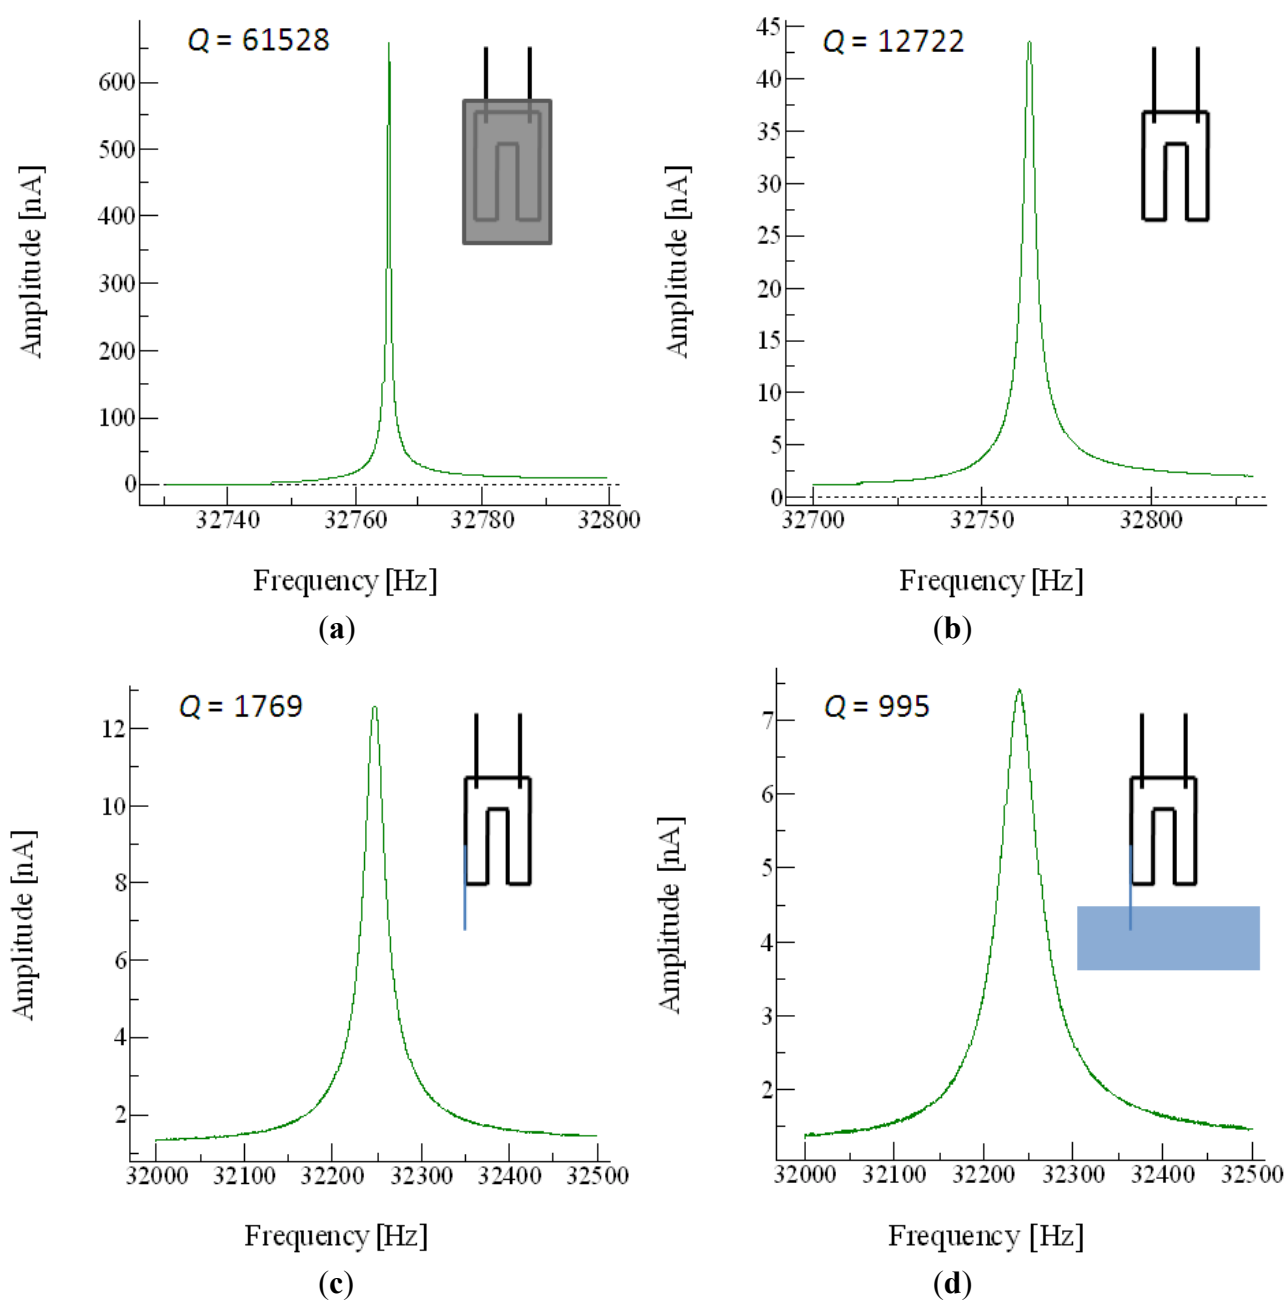 Q = 61528
Amplitude [nA]
600
500
400
300
200
100
0
32740 32760 32780 32800
Frequency [Hz]
(a)
Q = 12722
Amplitude [nA]
45
40
35
30
25
20
15
10
5
0
32700 32750 32800
Frequency [Hz]
(b)
Q = 1769
Amplitude [nA]
12
10
8
6
4
2
32000 32100 32200 32300 32400 32500
Frequency [Hz]
(c)
Q = 995
Amplitude [nA]
7
6
5
4
3
2
32000 32100 32200 32300 32400 32500
Frequency [Hz]
(d)